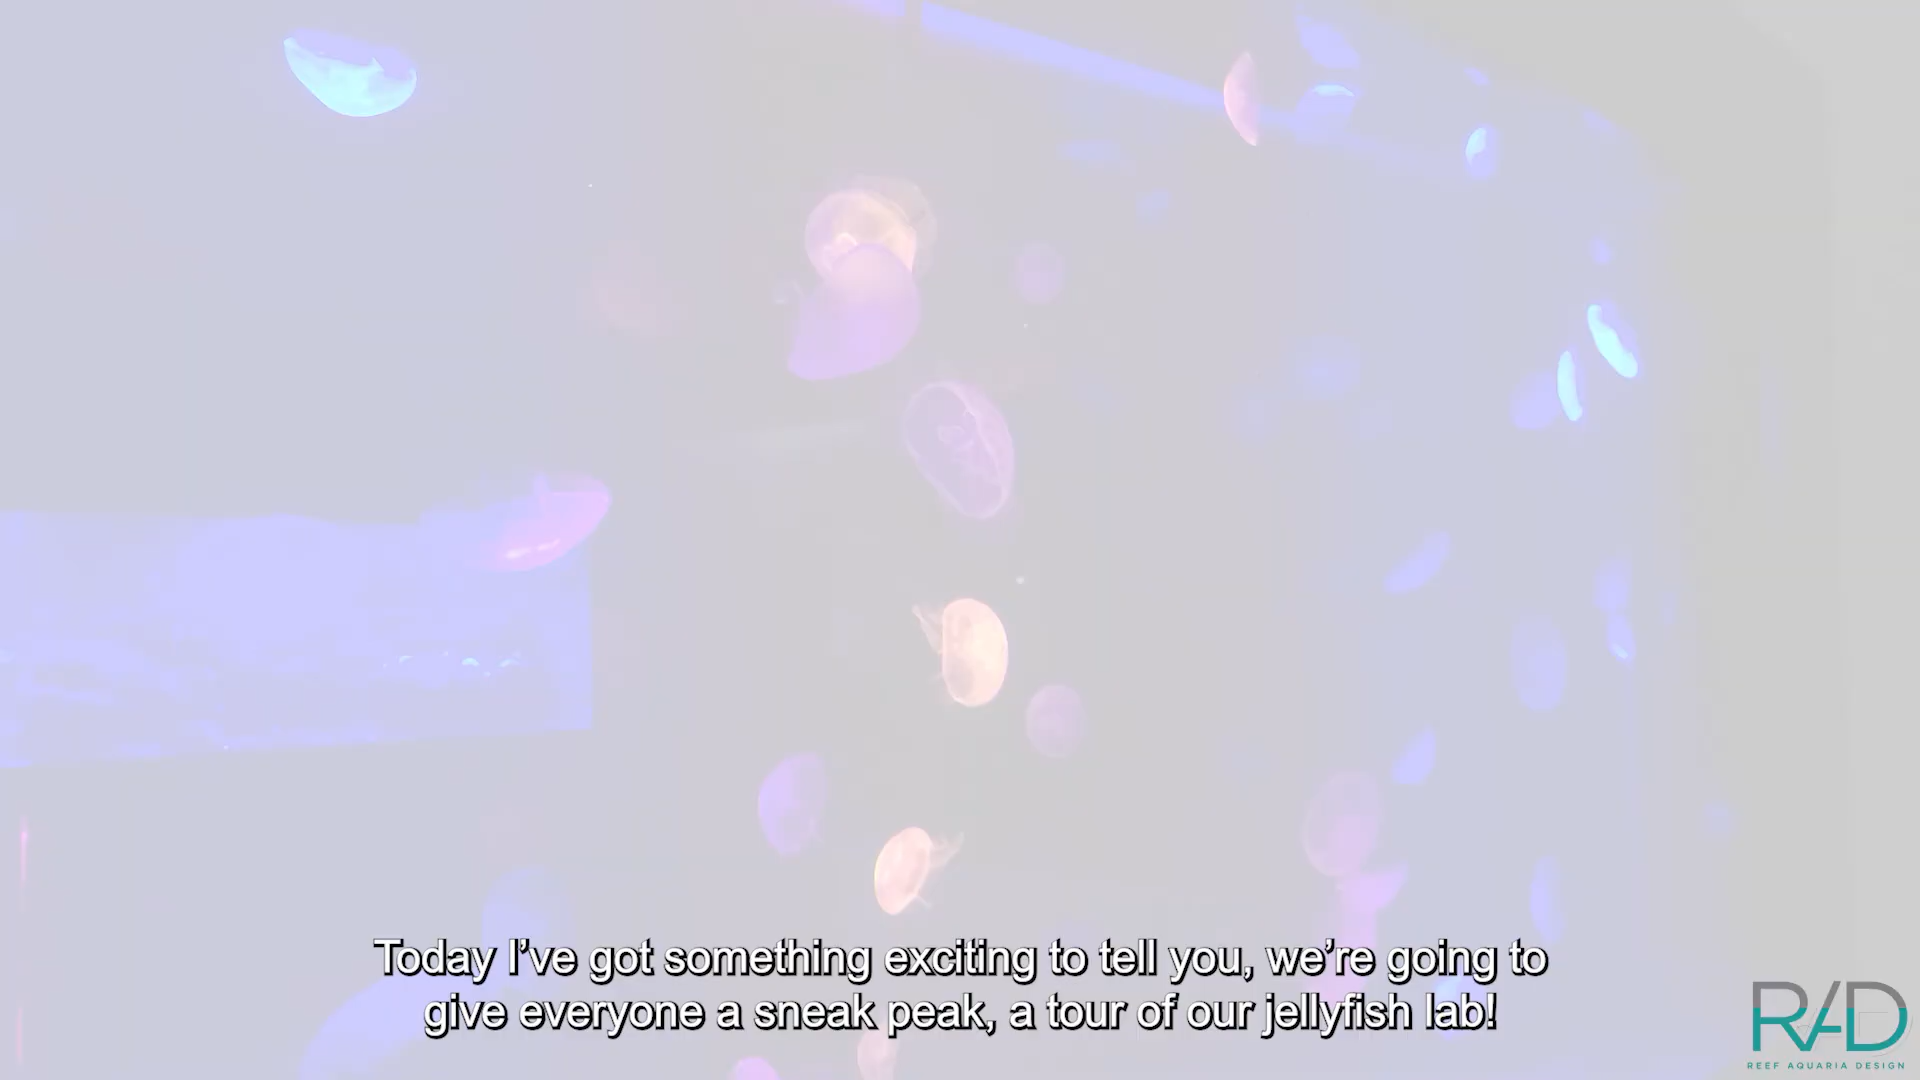 Today I’ve got something exciting to tell you, we’re going to
give everyone a sneak peak, a tour of our jellyfish lab!
RAD
REEF AQUARIA DESIGN